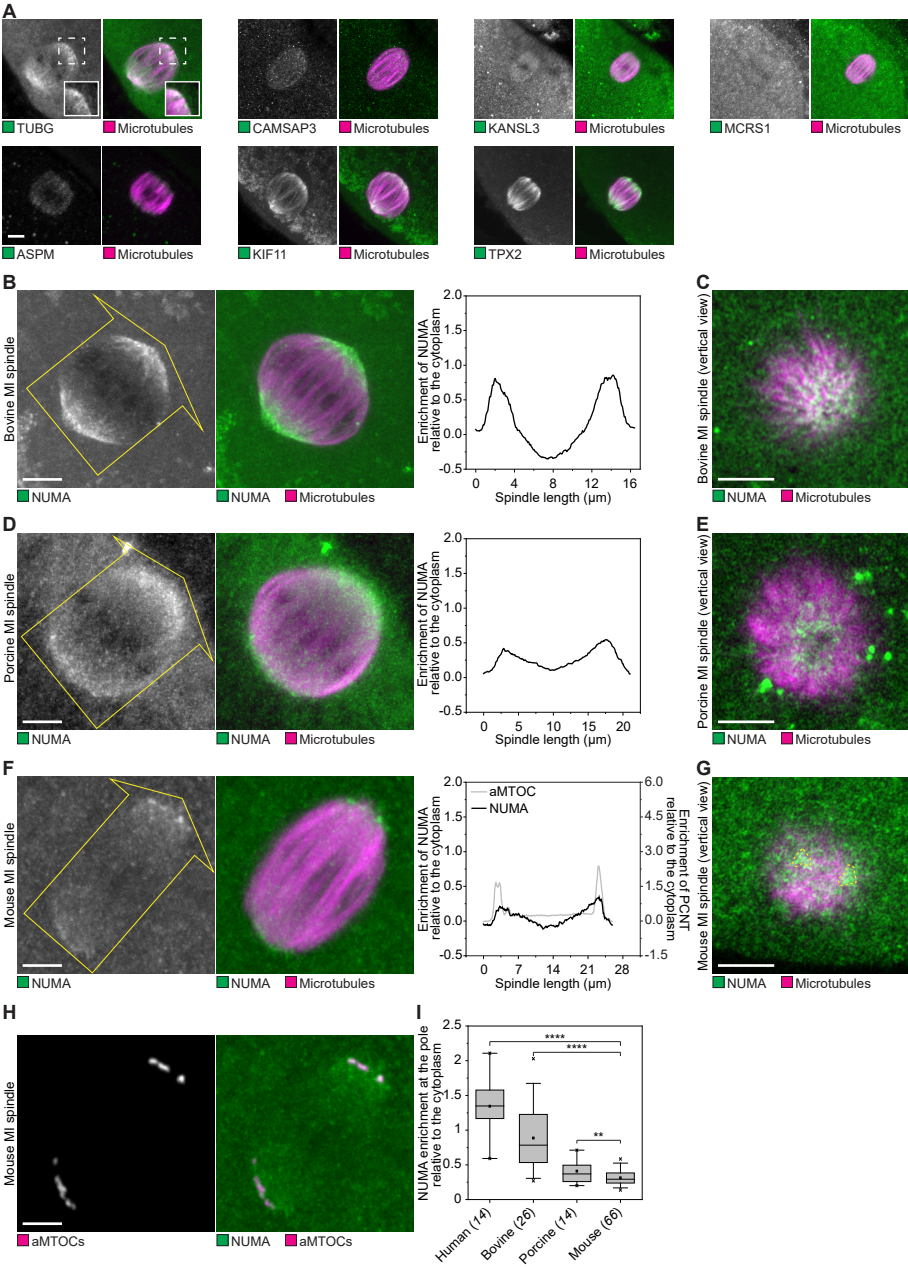 A
TUBG Microtubules CAMSAP3 Microtubules KANSL3 Microtubules MCRS1 Microtubules
ASPM Microtubules KIF11 Microtubules TPX2 Microtubules
B
Bovine MI spindle
NUMA NUMA Microtubules
Enrichment of NUMA
relative to the cytoplasm
2.0
1.5
1.0
0.5
0.0
-0.5
0 4 8 12 16
Spindle length (µm)
C
Bovine MI spindle (vertical view)
NUMA Microtubules
D
Porcine MI spindle
NUMA NUMA Microtubules
Enrichment of NUMA
relative to the cytoplasm
2.0
1.5
1.0
0.5
0.0
-0.5
0 5 10 15 20
Spindle length (µm)
E
Porcine MI spindle (vertical view)
NUMA Microtubules
F
Mouse MI spindle
NUMA NUMA Microtubules
Enrichment of NUMA
relative to the cytoplasm
2.0
1.5
1.0
0.5
0.0
-0.5
aMTOC
NUMA
6.0
4.5
3.0
1.5
0.0
-1.5
Enrichment of PCNT
relative to the cytoplasm
0 7 14 21 28
Spindle length (µm)
G
Mouse MI spindle (vertical view)
NUMA Microtubules
H
Mouse MI spindle
aMTOCs NUMA aMTOCs
I
NUMA enrichment at the pole
relative to the cytoplasm
2.5
2
1.5
1
0.5
0
****
****
**
Human (14)
Bovine (26)
Porcine (14)
Mouse (66)